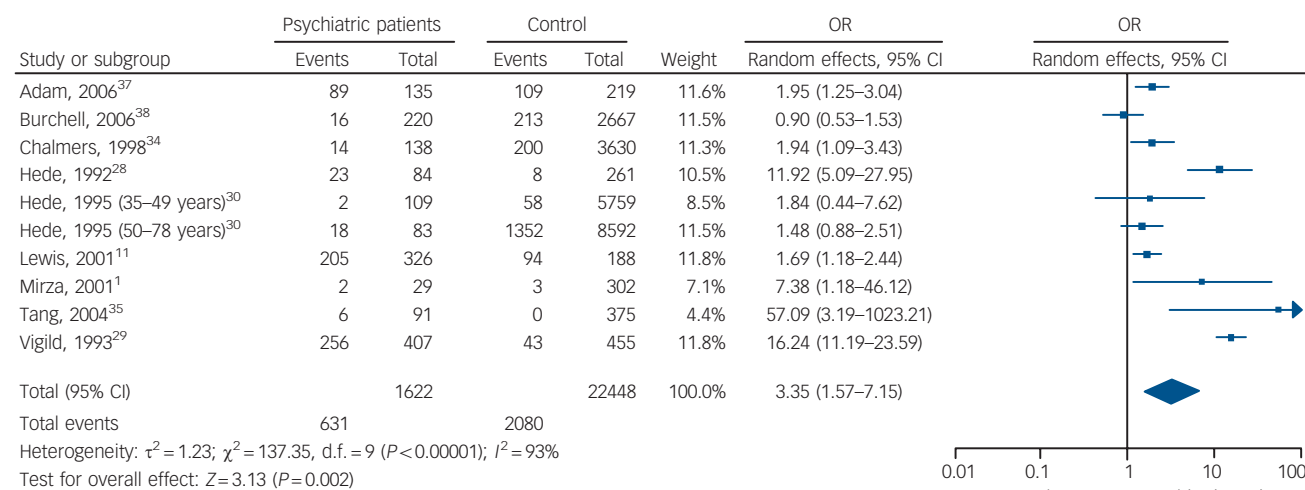 Psychiatric patients Control OR OR
Study or subgroup Events Total Events Total Weight Random effects, 95% CI Random effects, 95% CI
Adam, 2006³⁷ 89 135 109 219 11.6% 1.95 (1.25–3.04)
Burchell, 2006³⁸ 16 220 213 2667 11.5% 0.90 (0.53–1.53)
Chalmers, 1998³⁴ 14 138 200 3630 11.3% 1.94 (1.09–3.43)
Hede, 1992²⁸ 23 84 8 261 10.5% 11.92 (5.09–27.95)
Hede, 1995 (35–49 years)³⁰ 2 109 58 5759 8.5% 1.84 (0.44–7.62)
Hede, 1995 (50–78 years)³⁰ 18 83 1352 8592 11.5% 1.48 (0.88–2.51)
Lewis, 2001¹¹ 205 326 94 188 11.8% 1.69 (1.18–2.44)
Mirza, 2001¹ 2 29 3 302 7.1% 7.38 (1.18–46.12)
Tang, 2004³⁵ 6 91 0 375 4.4% 57.09 (3.19–1023.21)
Vigild, 1993²⁹ 256 407 43 455 11.8% 16.24 (11.19–23.59)
Total (95% CI) 1622 22448 100.0% 3.35 (1.57–7.15)
Total events 631 2080
Heterogeneity: τ² = 1.23; χ² = 137.35, d.f. = 9 (P < 0.00001); I² = 93%
Test for overall effect: Z = 3.13 (P = 0.002)
0.01 0.1 1 10 100